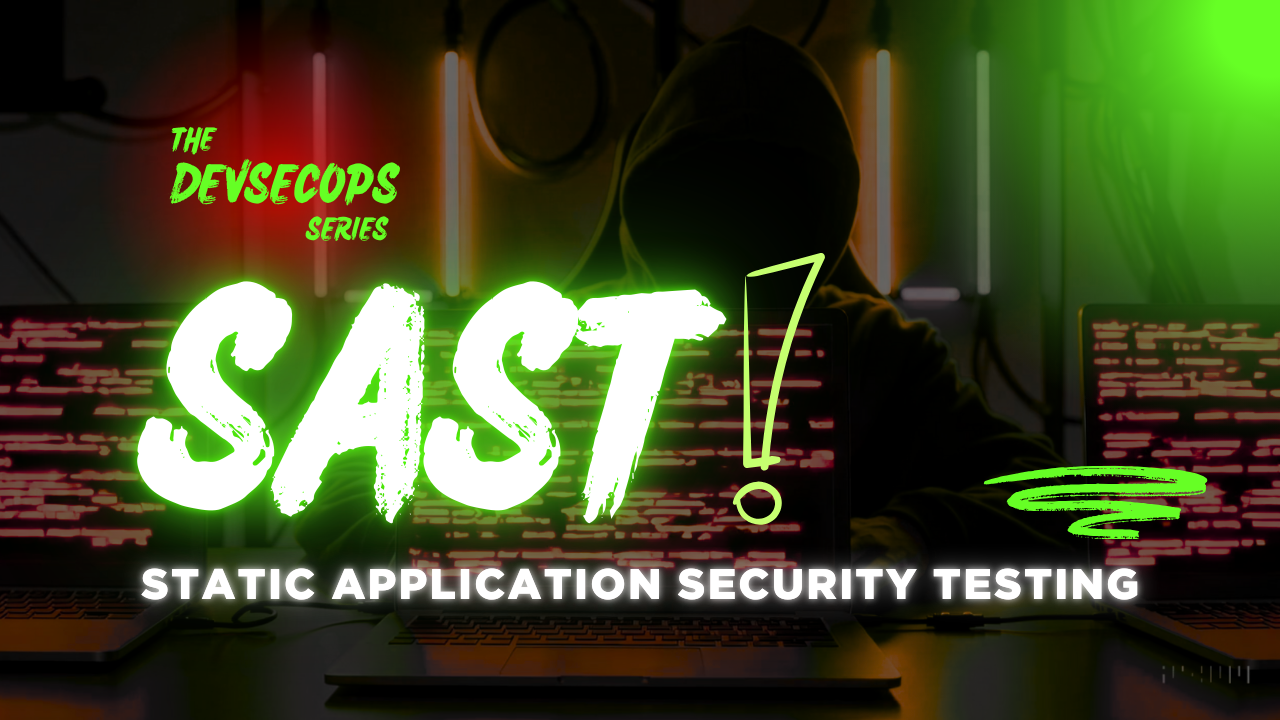 THE
DEVSECOPS
SERIES
SAST!
STATIC APPLICATION SECURITY TESTING